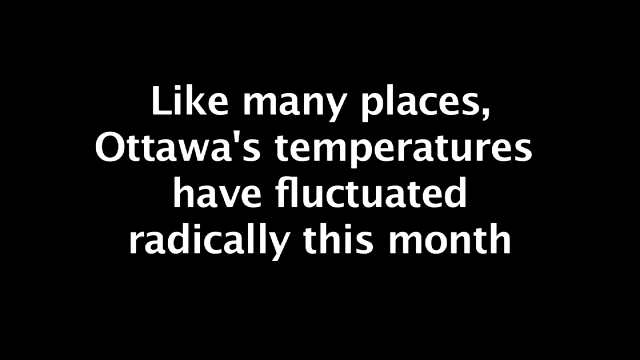 Like many places,
Ottawa's temperatures
have fluctuated
radically this month